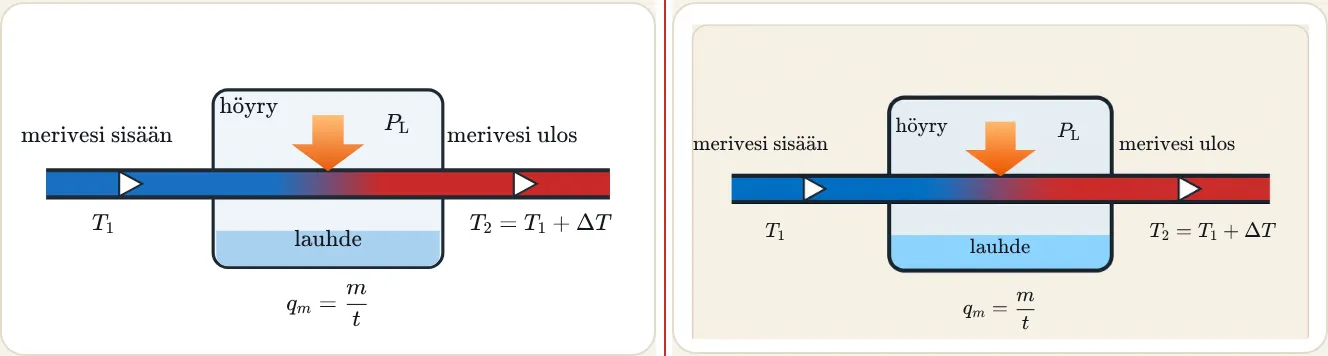 höyry
P_L
merivesi sisään
merivesi ulos
T_1
T_2 = T_1 + ΔT
lauhde
q_m = m/t
höyry
P_L
merivesi sisään
merivesi ulos
T_1
T_2 = T_1 + ΔT
lauhde
q_m = m/t